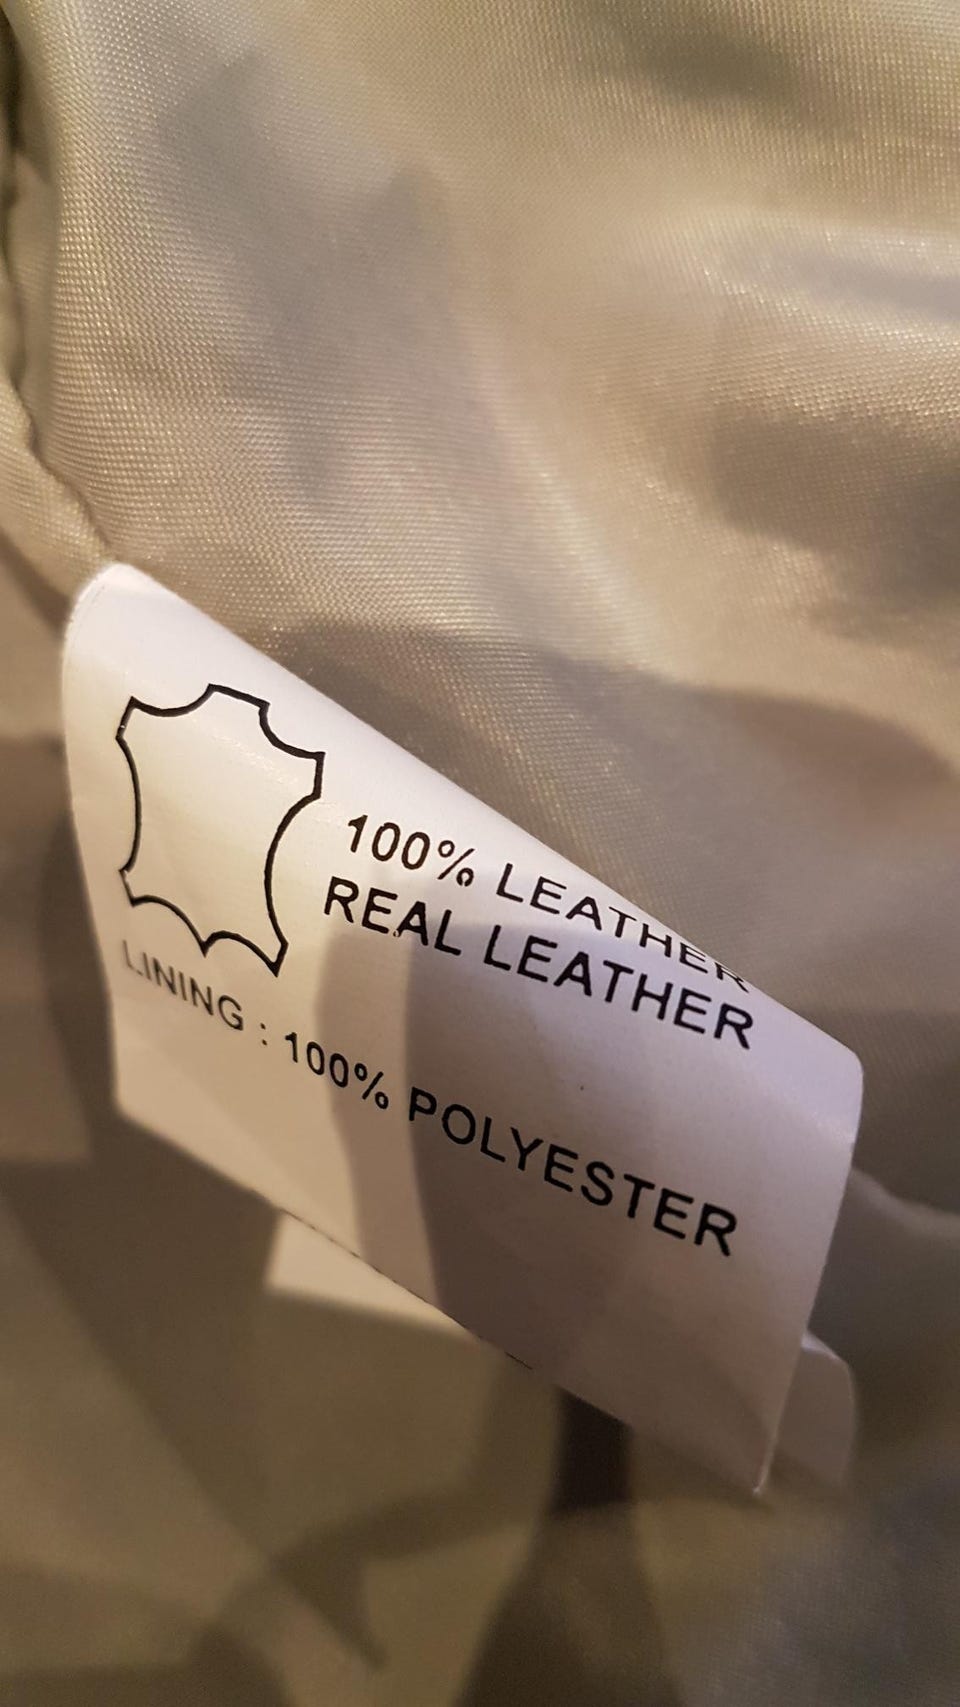 100% LEATHER
REAL LEATHER
LINING : 100% POLYESTER